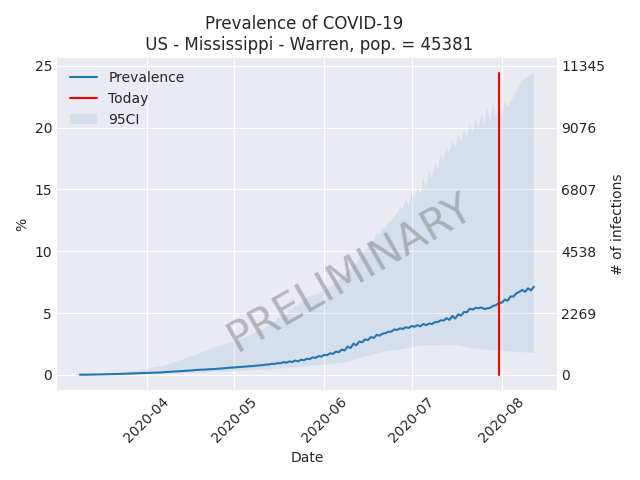 Prevalence of COVID-19
US - Mississippi - Warren, pop. = 45381
25
20
15
10
5
0
%
11345
9076
6807
4538
2269
0
# of infections
Prevalence
Today
95CI
PRELIMINARY
2020-04
2020-05
2020-06
2020-07
2020-08
Date